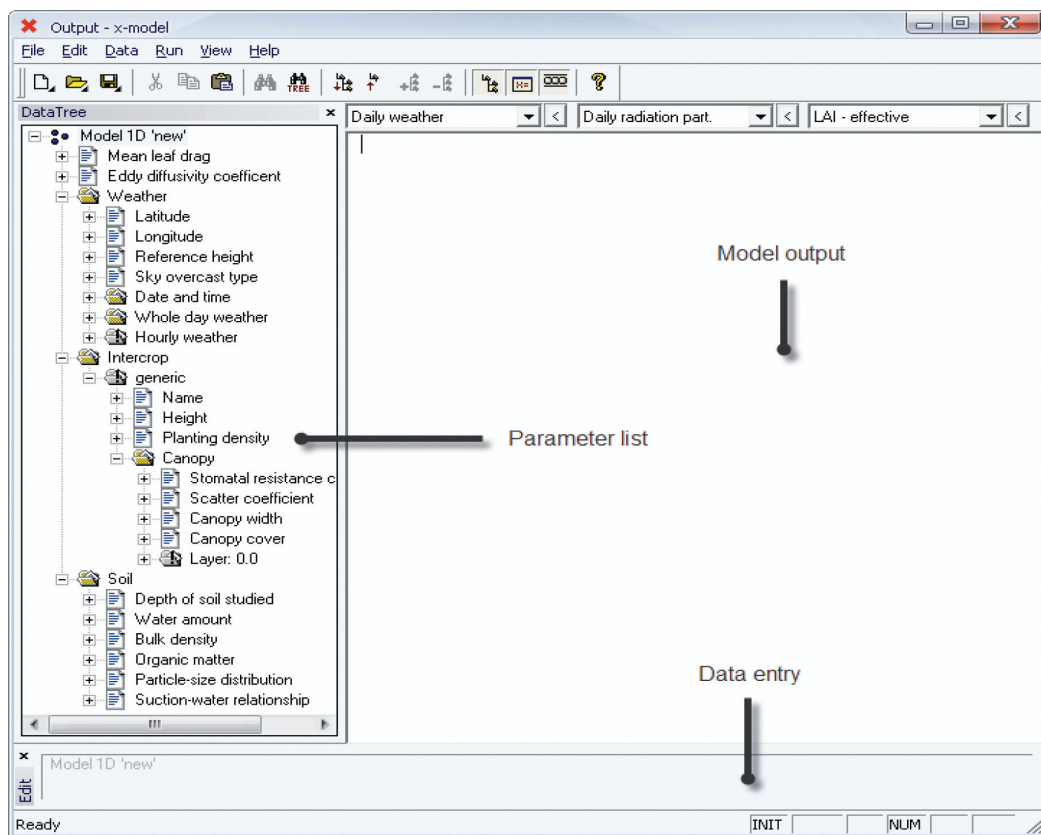 Output - x-model
File Edit Data Run View Help
TREE
X=
DataTree
Daily weather < Daily radiation part. < LAI - effective <
Model 1D 'new'
Mean leaf drag
Eddy diffusivity coefficent
Weather
Latitude
Longitude
Reference height
Sky overcast type
Date and time
Whole day weather
Hourly weather
Intercrop
generic
Name
Height
Planting density
Canopy
Stomatal resistance c
Scatter coefficient
Canopy width
Canopy cover
Layer: 0.0
Soil
Depth of soil studied
Water amount
Bulk density
Organic matter
Particle-size distribution
Suction-water relationship
Model output
Parameter list
Data entry
Edit
Model 1D 'new'
Ready INIT NUM